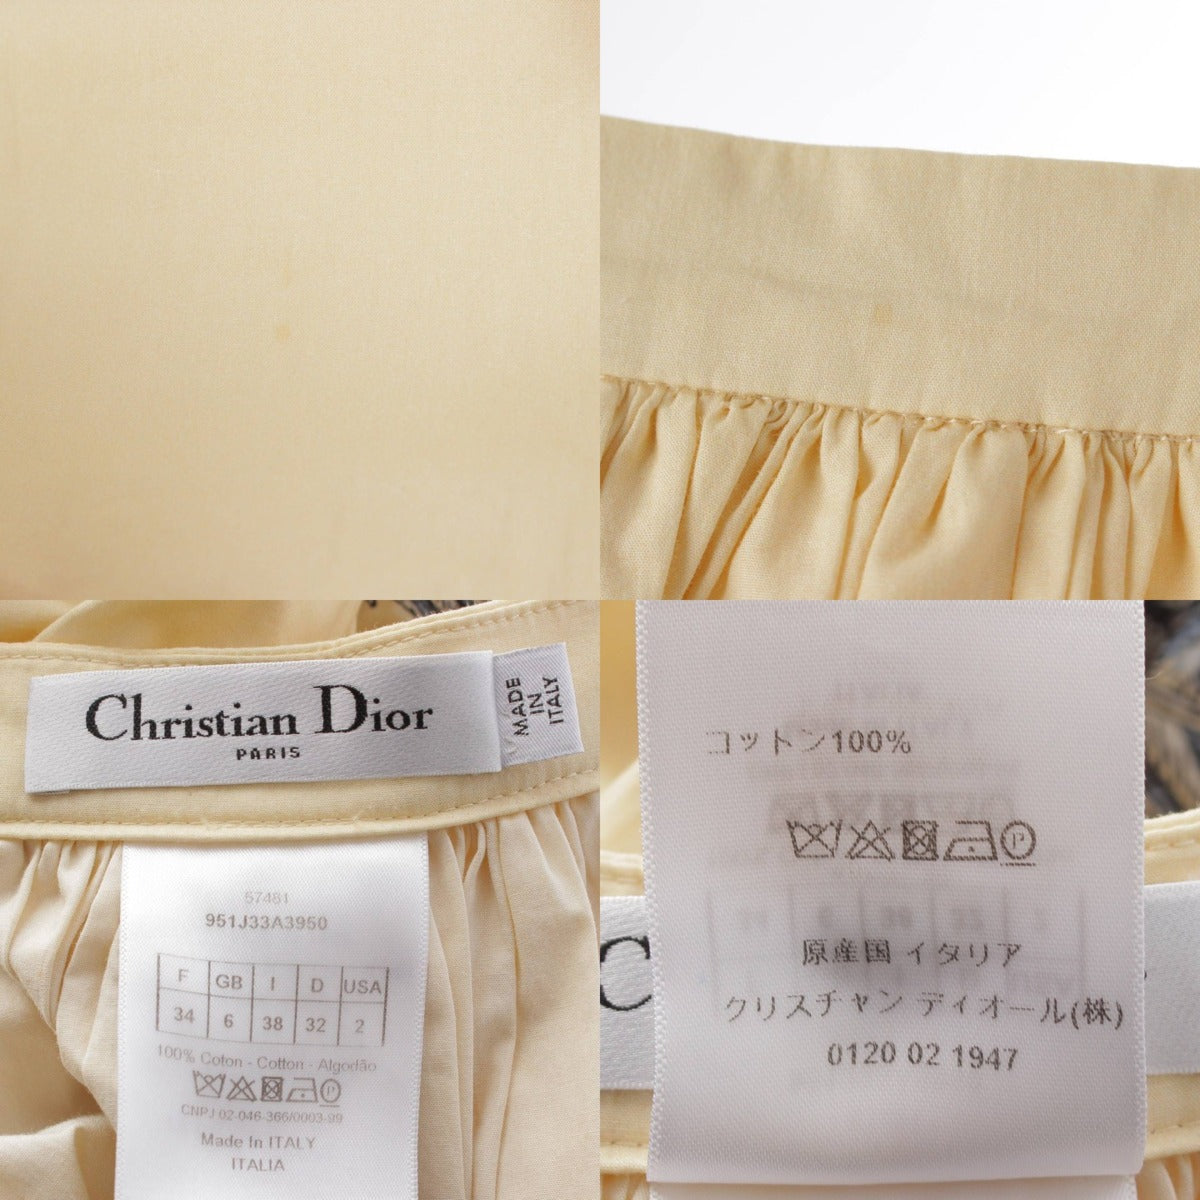 Christian Dior
PARIS
MADE
IN
ITALY
57481
951J33A3950
F GB I D USA
34 6 38 32 2
100% Coton - Cotton - Algodão
CNPJ 02-046-366/0003-99
Made In ITALY
ITALIA
コットン100%
P
原産国 イタリア
クリスチャン ディオール(株)
0120 02 1947